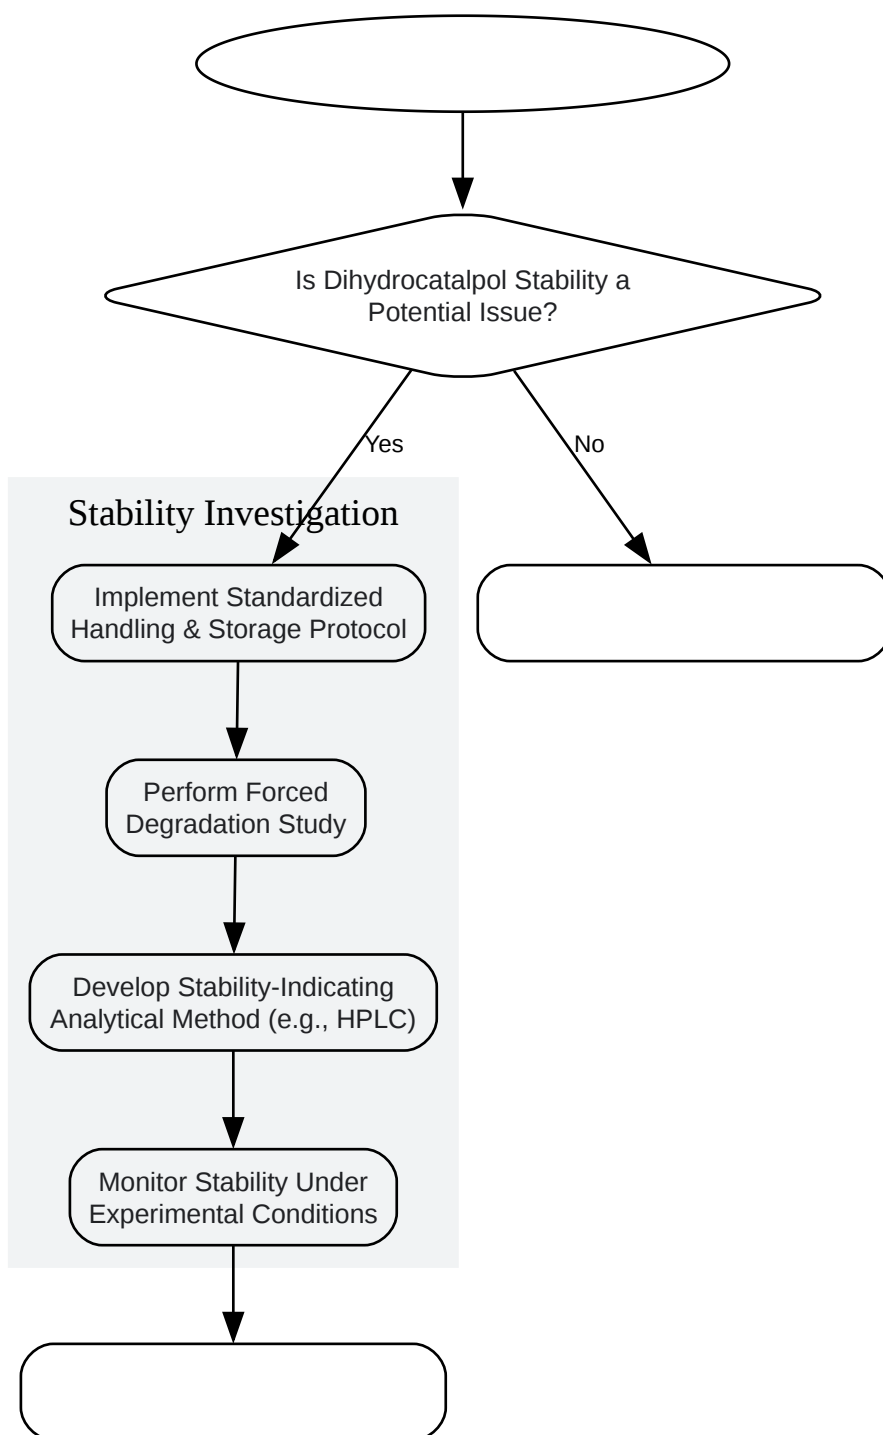 Is Dihydrocatalpol Stability a
Potential Issue?
Yes
No
Stability Investigation
Implement Standardized
Handling & Storage Protocol
Perform Forced
Degradation Study
Develop Stability-Indicating
Analytical Method (e.g., HPLC)
Monitor Stability Under
Experimental Conditions